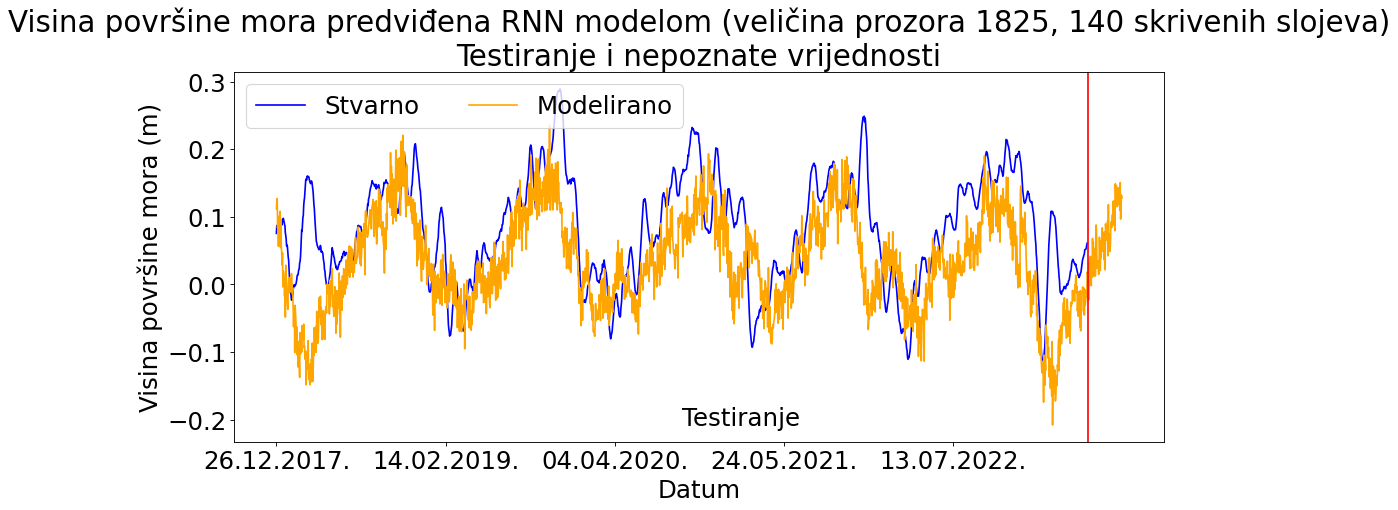 Visina površine mora predviđena RNN modelom (veličina prozora 1825, 140 skrivenih slojeva)
Testiranje i nepoznate vrijednosti
Stvarno
Modelirano
Visina površine mora (m)
0.3
0.2
0.1
0.0
−0.1
−0.2
Testiranje
26.12.2017.
14.02.2019.
04.04.2020.
24.05.2021.
13.07.2022.
Datum